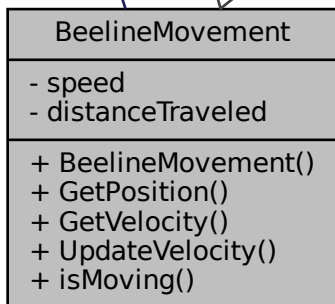 BeelineMovement
- speed
- distanceTraveled
+ BeelineMovement()
+ GetPosition()
+ GetVelocity()
+ UpdateVelocity()
+ isMoving()